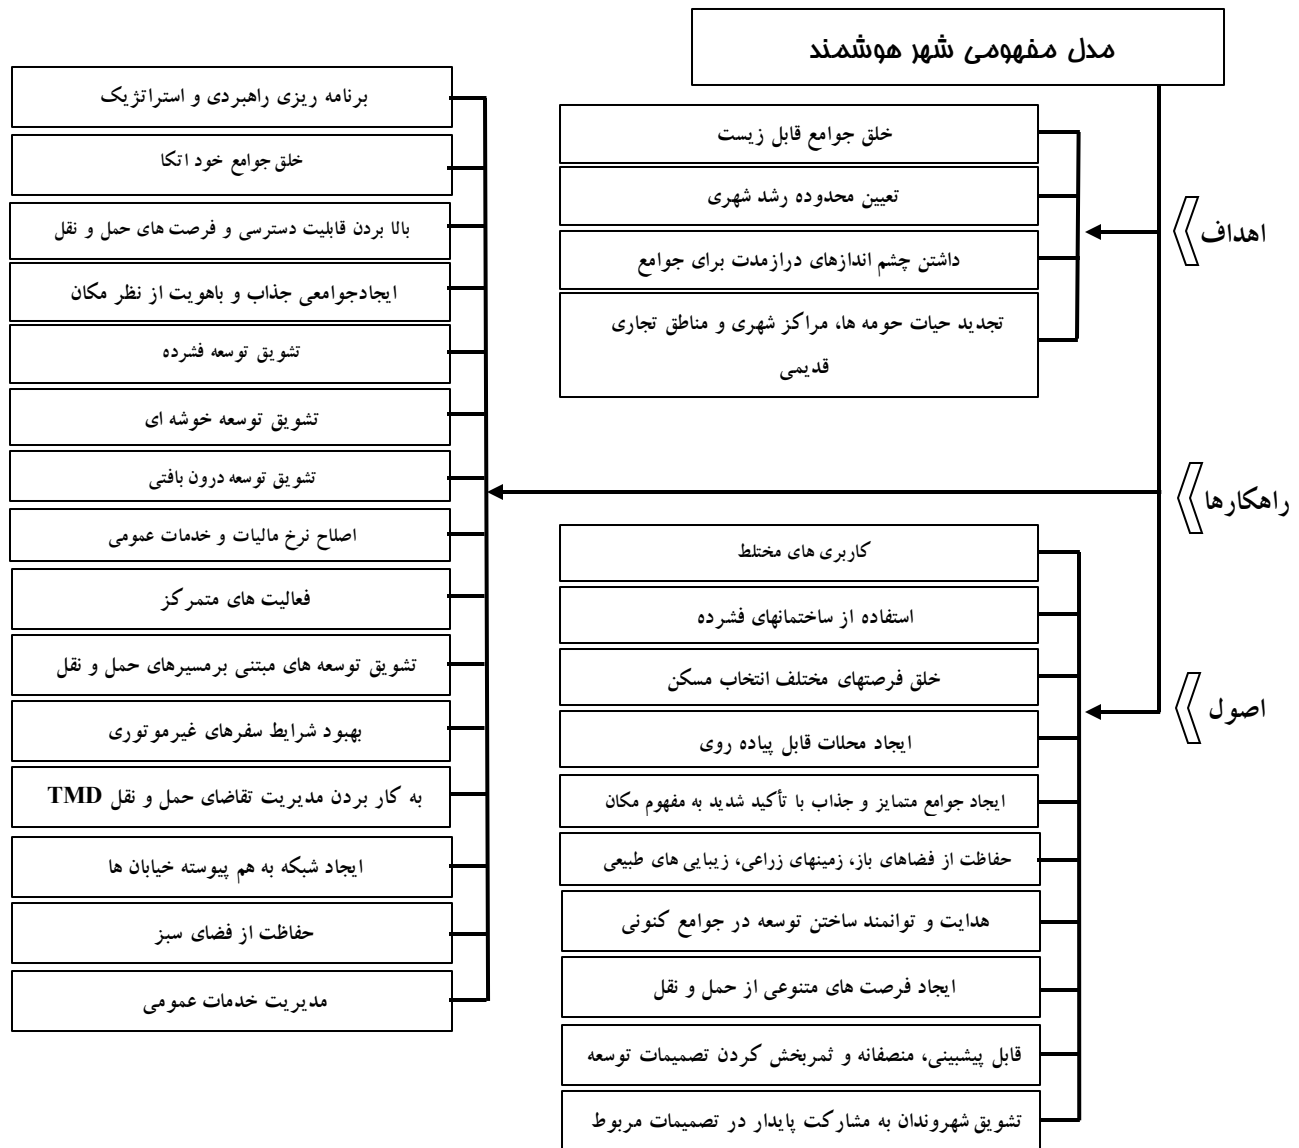 مدل مفهومی شهر هوشمند
اهداف
خلق جوامع قابل زیست
تعیین محدوده رشد شهری
داشتن چشم اندازهای درازمدت برای جوامع
تجدید حیات حومه ها، مراکز شهری و مناطق تجاری
قدیمی
راهکارها
برنامه ریزی راهبردی و استراتژیک
خلق جوامع خود اتکا
بالا بردن قابلیت دسترسی و فرصت های حمل و نقل
ایجادجوامعی جذاب و باهویت از نظر مکان
تشویق توسعه فشرده
تشویق توسعه خوشه ای
تشویق توسعه درون بافتی
اصلاح نرخ مالیات و خدمات عمومی
فعالیت های متمرکز
تشویق توسعه های مبتنی برمسیرهای حمل و نقل
بهبود شرایط سفرهای غیرموتوری
به کار بردن مدیریت تقاضای حمل و نقل TMD
ایجاد شبکه به هم پیوسته خیابان ها
حفاظت از فضای سبز
مدیریت خدمات عمومی
اصول
کاربری های مختلط
استفاده از ساختمانهای فشرده
خلق فرصتهای مختلف انتخاب مسکن
ایجاد محلات قابل پیاده روی
ایجاد جوامع متمایز و جذاب با تأکید شدید به مفهوم مکان
حفاظت از فضاهای باز، زمینهای زراعی، زیبایی های طبیعی
هدایت و توانمند ساختن توسعه در جوامع کنونی
ایجاد فرصت های متنوعی از حمل و نقل
قابل پیشبینی، منصفانه و ثمربخش کردن تصمیمات توسعه
تشویق شهروندان به مشارکت پایدار در تصمیمات مربوط